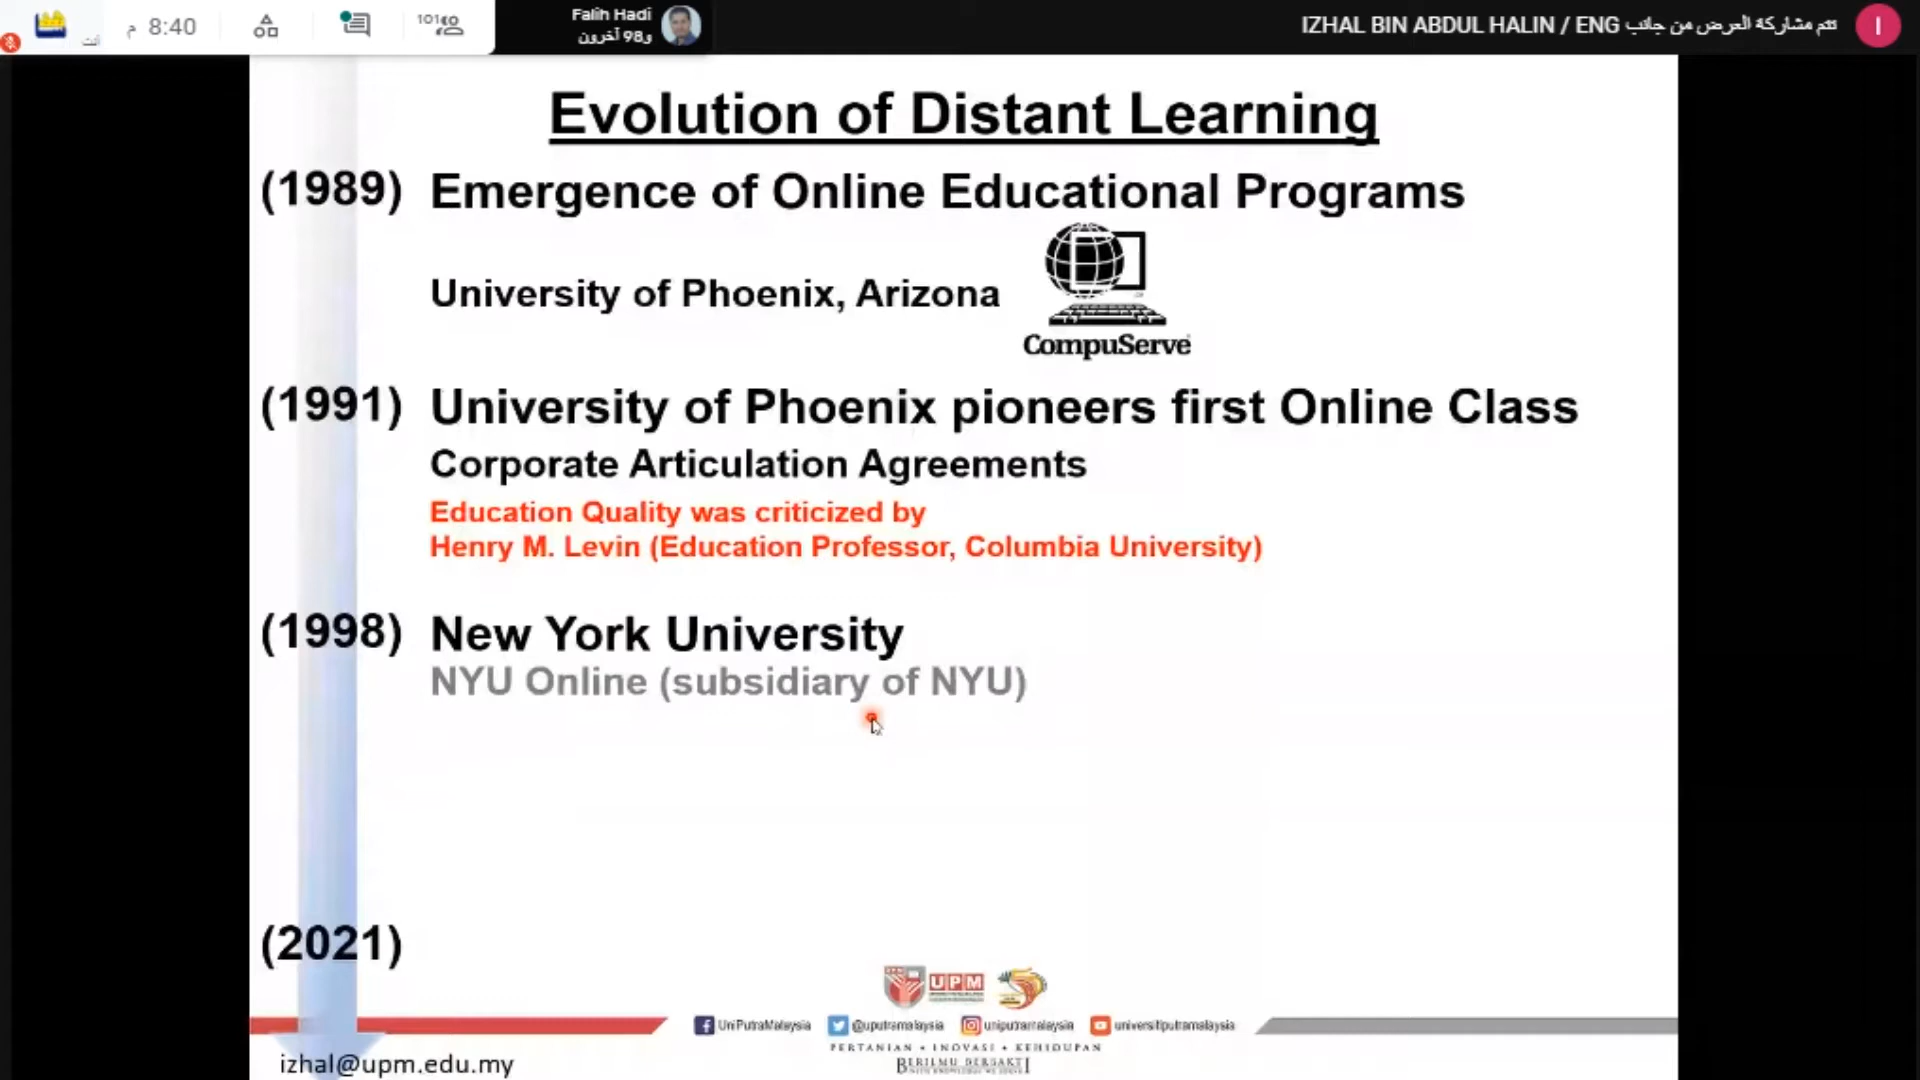 م 8:40
أنت
101
Falih Hadi
و98 آخرون
تتم مشاركة العرض من جانب IZHAL BIN ABDUL HALIN / ENG
I
Evolution of Distant Learning
(1989) Emergence of Online Educational Programs
University of Phoenix, Arizona
CompuServe
(1991) University of Phoenix pioneers first Online Class
Corporate Articulation Agreements
Education Quality was criticized by
Henry M. Levin (Education Professor, Columbia University)
(1998) New York University
NYU Online (subsidiary of NYU)
(2021)
UPM
UniPutraMalaysia @uputramalaysia uniputramalaysia universitiputramalaysia
PERTANIAN • INOVASI • KEHIDUPAN
BERILMU BERBAKTI
izhal@upm.edu.my